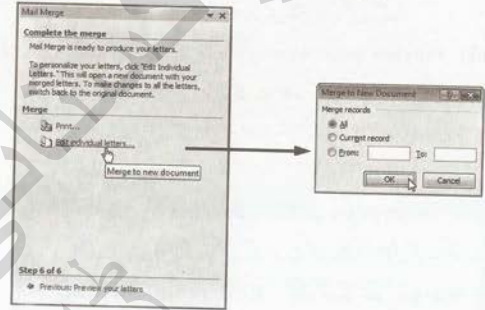 Mail Merge
Complete the merge
Mail Merge is ready to produce your letters.
To personalize your letters, click "Edit Individual
Letters." This will open a new document with your
merged letters. To make changes to all the letters,
switch back to the original document.
Merge
Print...
Edit individual letters...
Merge to new document
Step 6 of 6
Previous: Preview your letters
Merge to New Document
Merge records
All
Current record
From: To:
OK Cancel